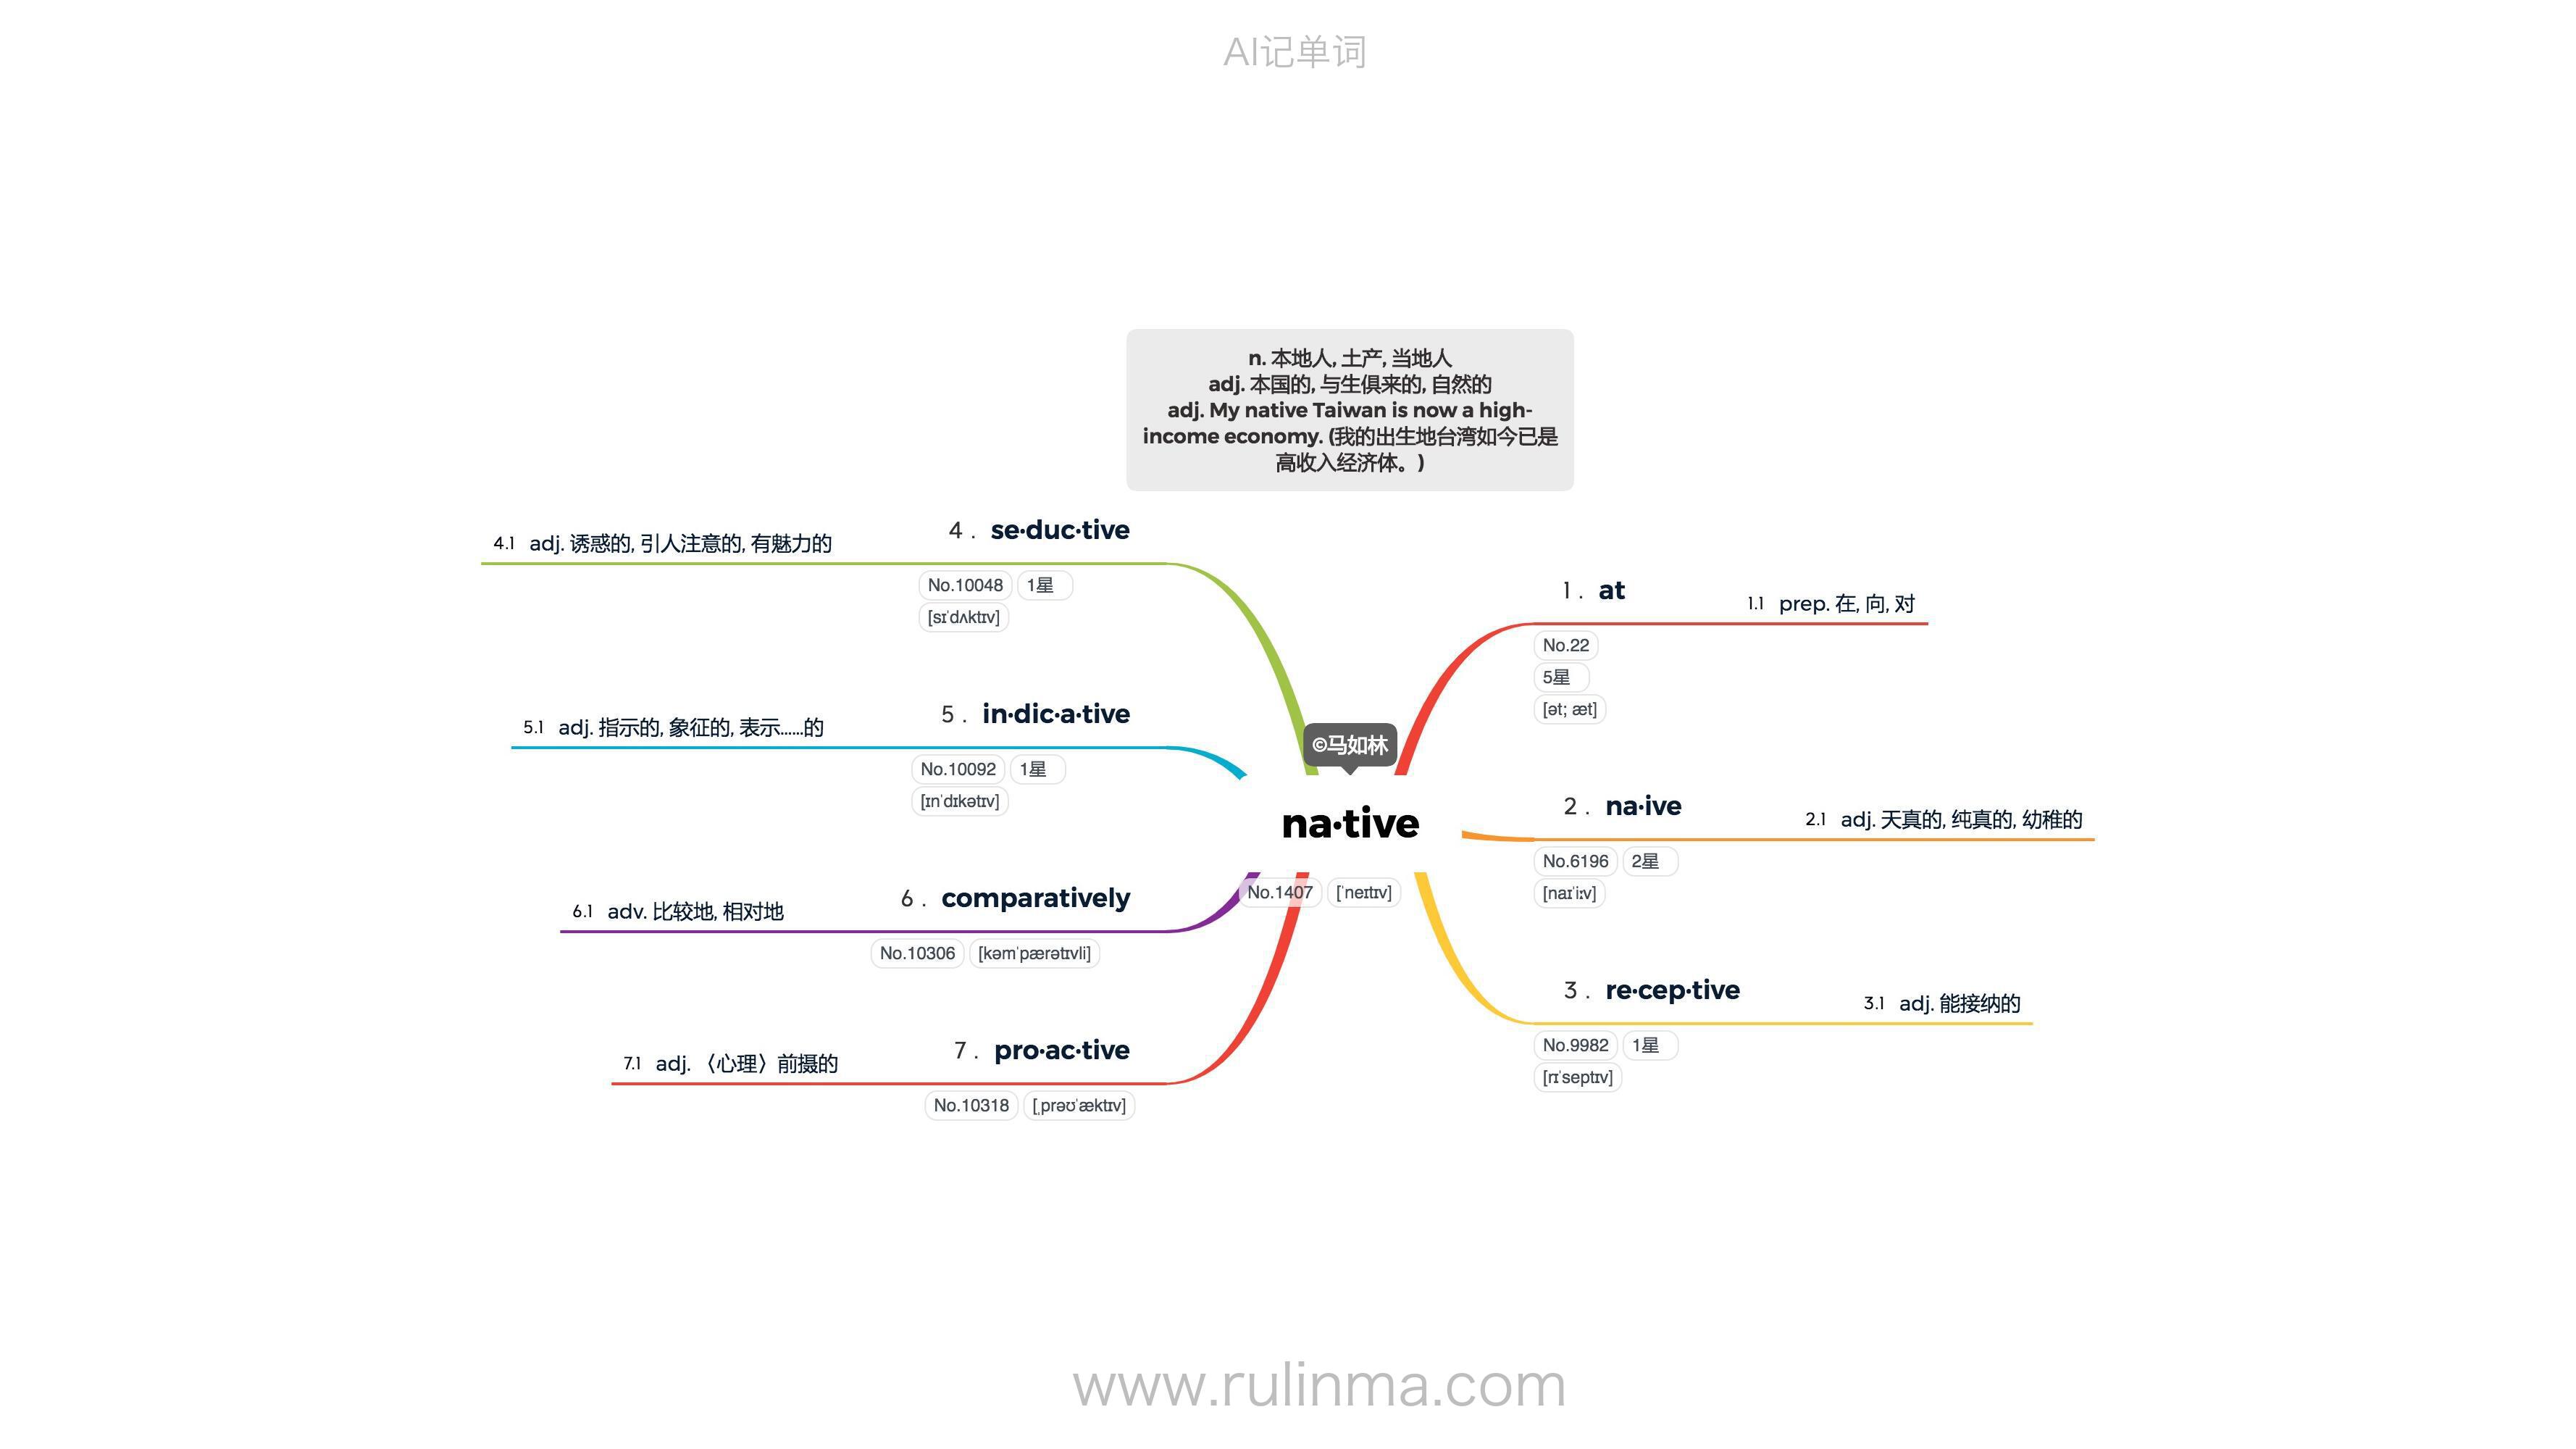 AI记单词
n. 本地人, 土产, 当地人
adj. 本国的, 与生俱来的, 自然的
adj. My native Taiwan is now a high-
income economy. (我的出生地台湾如今已是
高收入经济体。)
©马如林
na·tive
No.1407 [ˈneɪtɪv]
1 . at
1.1 prep. 在, 向, 对
No.22
5星
[ət; æt]
2 . na·ive
2.1 adj. 天真的, 纯真的, 幼稚的
No.6196 2星
[naɪˈiːv]
3 . re·cep·tive
3.1 adj. 能接纳的
No.9982 1星
[rɪˈseptɪv]
4 . se·duc·tive
4.1 adj. 诱惑的, 引人注意的, 有魅力的
No.10048 1星
[sɪˈdʌktɪv]
5 . in·dic·a·tive
5.1 adj. 指示的, 象征的, 表示......的
No.10092 1星
[ɪnˈdɪkətɪv]
6 . comparatively
6.1 adv. 比较地, 相对地
No.10306 [kəmˈpærətɪvli]
7 . pro·ac·tive
7.1 adj. 〈心理〉前摄的
No.10318 [ˌprəʊˈæktɪv]
www.rulinma.com